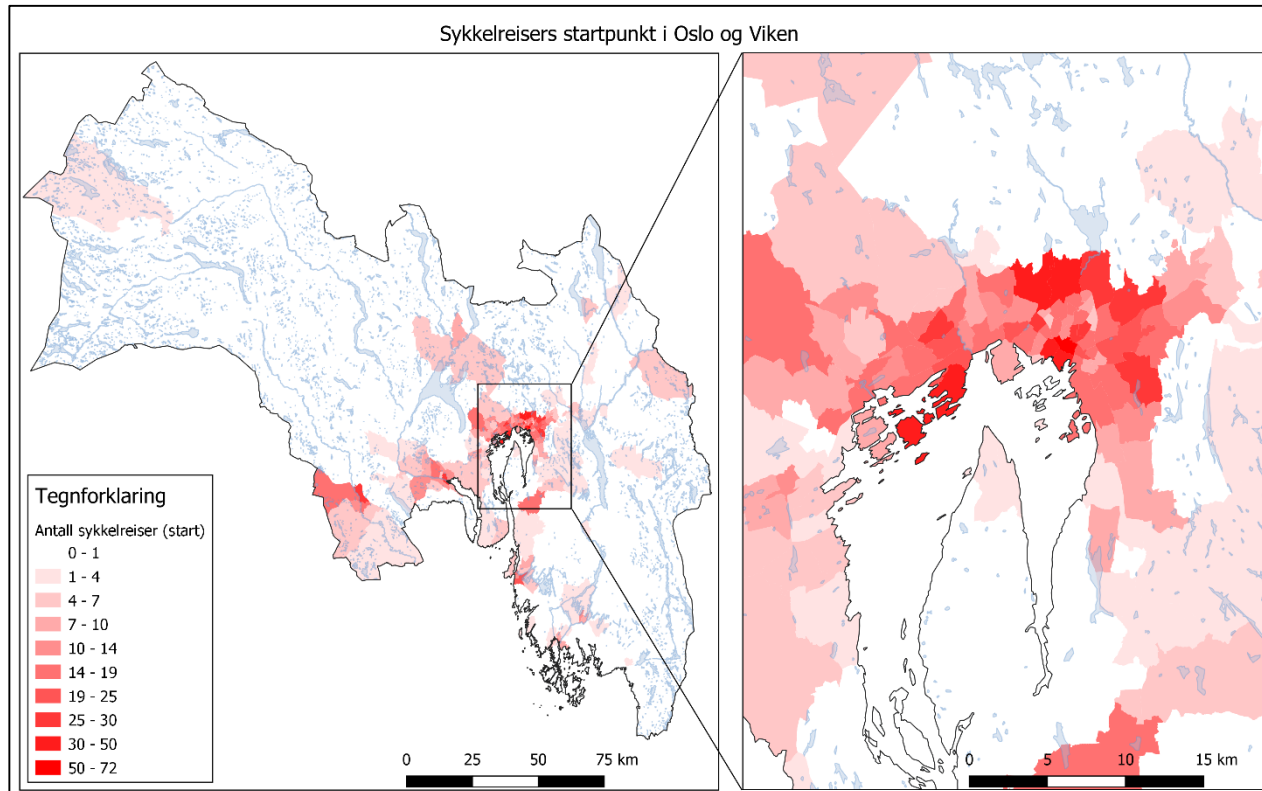 Sykkelreisers startpunkt i Oslo og Viken
Tegnforklaring
Antall sykkelreiser (start)
0 - 1
1 - 4
4 - 7
7 - 10
10 - 14
14 - 19
19 - 25
25 - 30
30 - 50
50 - 72
0 25 50 75 km
0 5 10 15 km